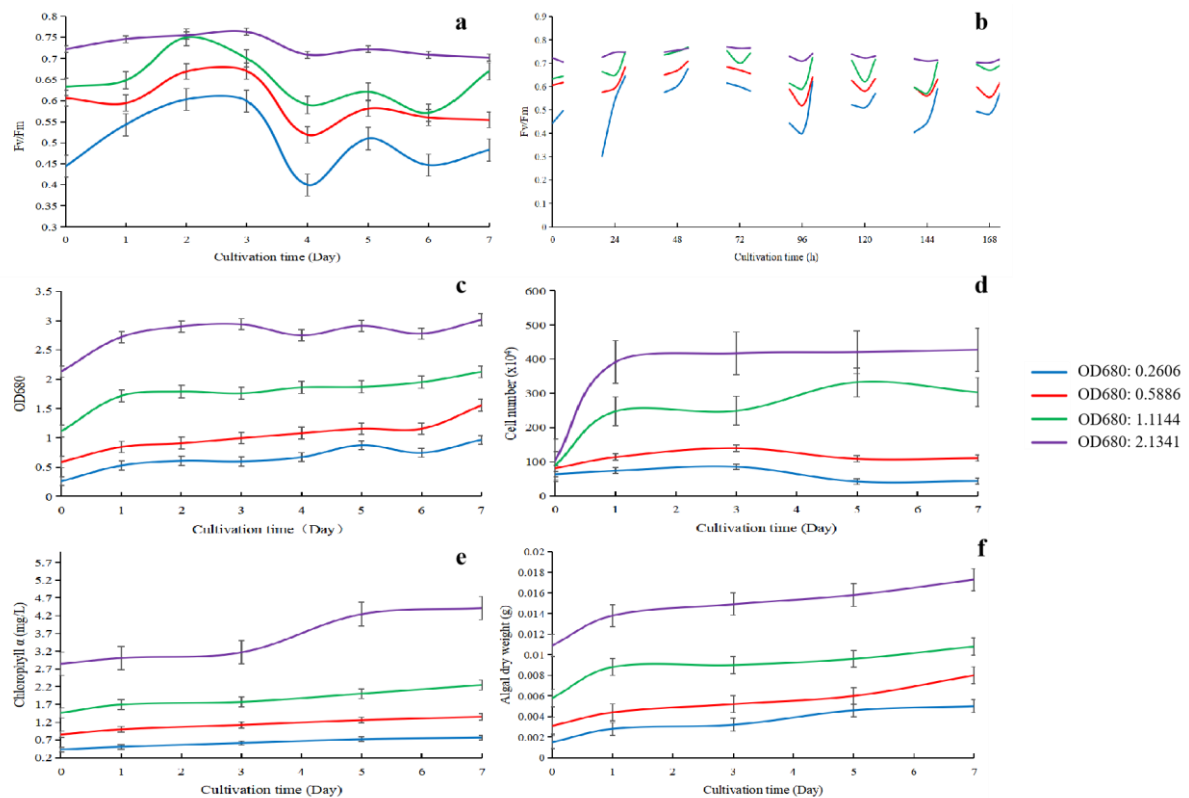 a
Fv/Fm
0.8
0.75
0.7
0.65
0.6
0.55
0.5
0.45
0.4
0.35
0.3
0 1 2 3 4 5 6 7
Cultivation time (Day)
b
Fv/Fm
0.9
0.8
0.7
0.6
0.5
0.4
0.3
0.2
0.1
0
0 24 48 72 96 120 144 168
Cultivation time (h)
c
OD680
3.5
3
2.5
2
1.5
1
0.5
0
0 1 2 3 4 5 6 7
Cultivation time（Day）
d
Cell number (x10⁶)
600
500
400
300
200
100
0
0 1 2 3 4 5 6 7
Cultivation time (Day)
OD680: 0.2606
OD680: 0.5886
OD680: 1.1144
OD680: 2.1341
e
Chlorophyll α (mg/L)
5.7
5.2
4.7
4.2
3.7
3.2
2.7
2.2
1.7
1.2
0.7
0.2
0 1 2 3 4 5 6 7
Cultivation time (Day)
f
Algal dry weight (g)
0.02
0.018
0.016
0.014
0.012
0.01
0.008
0.006
0.004
0.002
0
0 1 2 3 4 5 6 7
Cultivation time (Day)